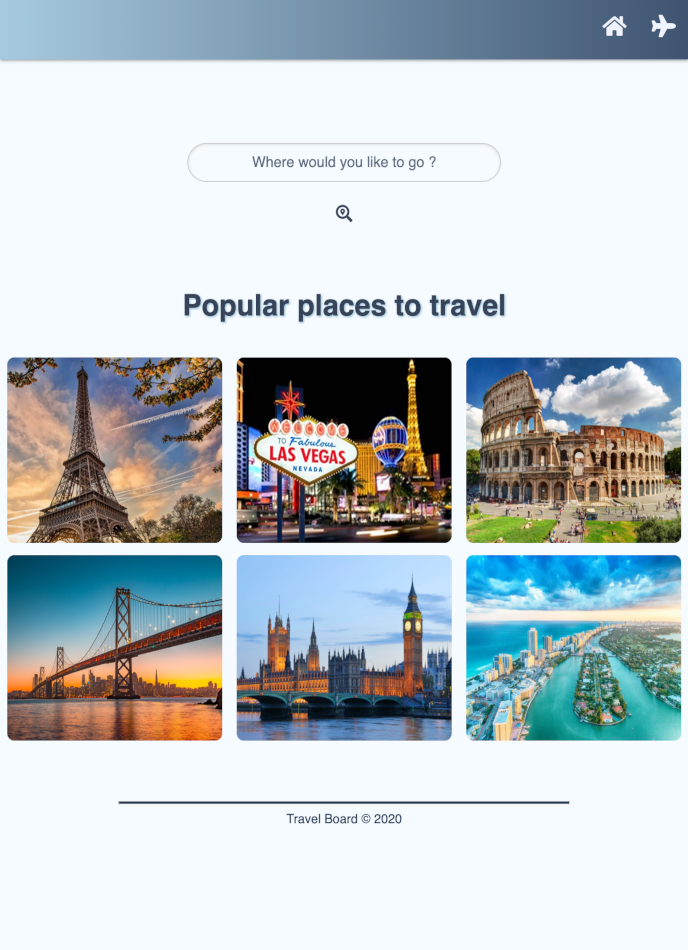 Where would you like to go ?
Popular places to travel
WELCOME
TO Fabulous
LAS VEGAS
NEVADA
Travel Board © 2020